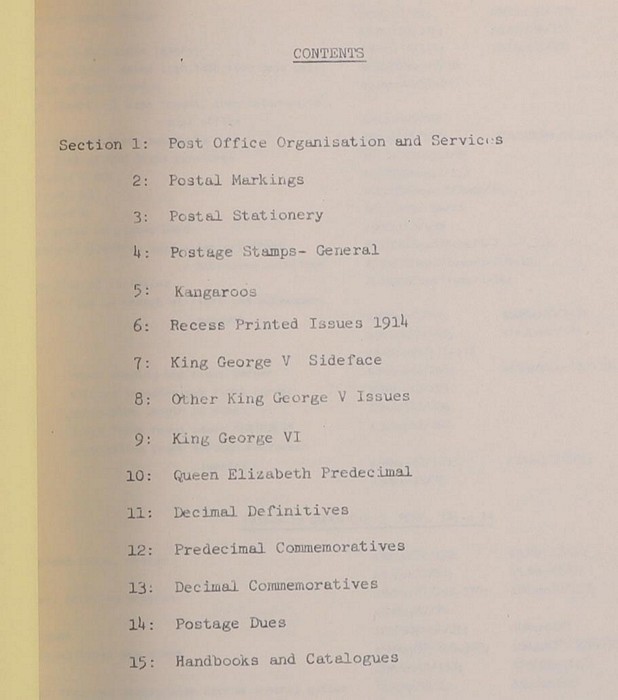 CONTENTS
Section 1: Post Office Organisation and Services
2: Postal Markings
3: Postal Stationery
4: Postage Stamps- General
5: Kangaroos
6: Recess Printed Issues 1914
7: King George V Sideface
8: Other King George V Issues
9: King George VI
10: Queen Elizabeth Predecimal
11: Decimal Definitives
12: Predecimal Commemoratives
13: Decimal Commemoratives
14: Postage Dues
15: Handbooks and Catalogues